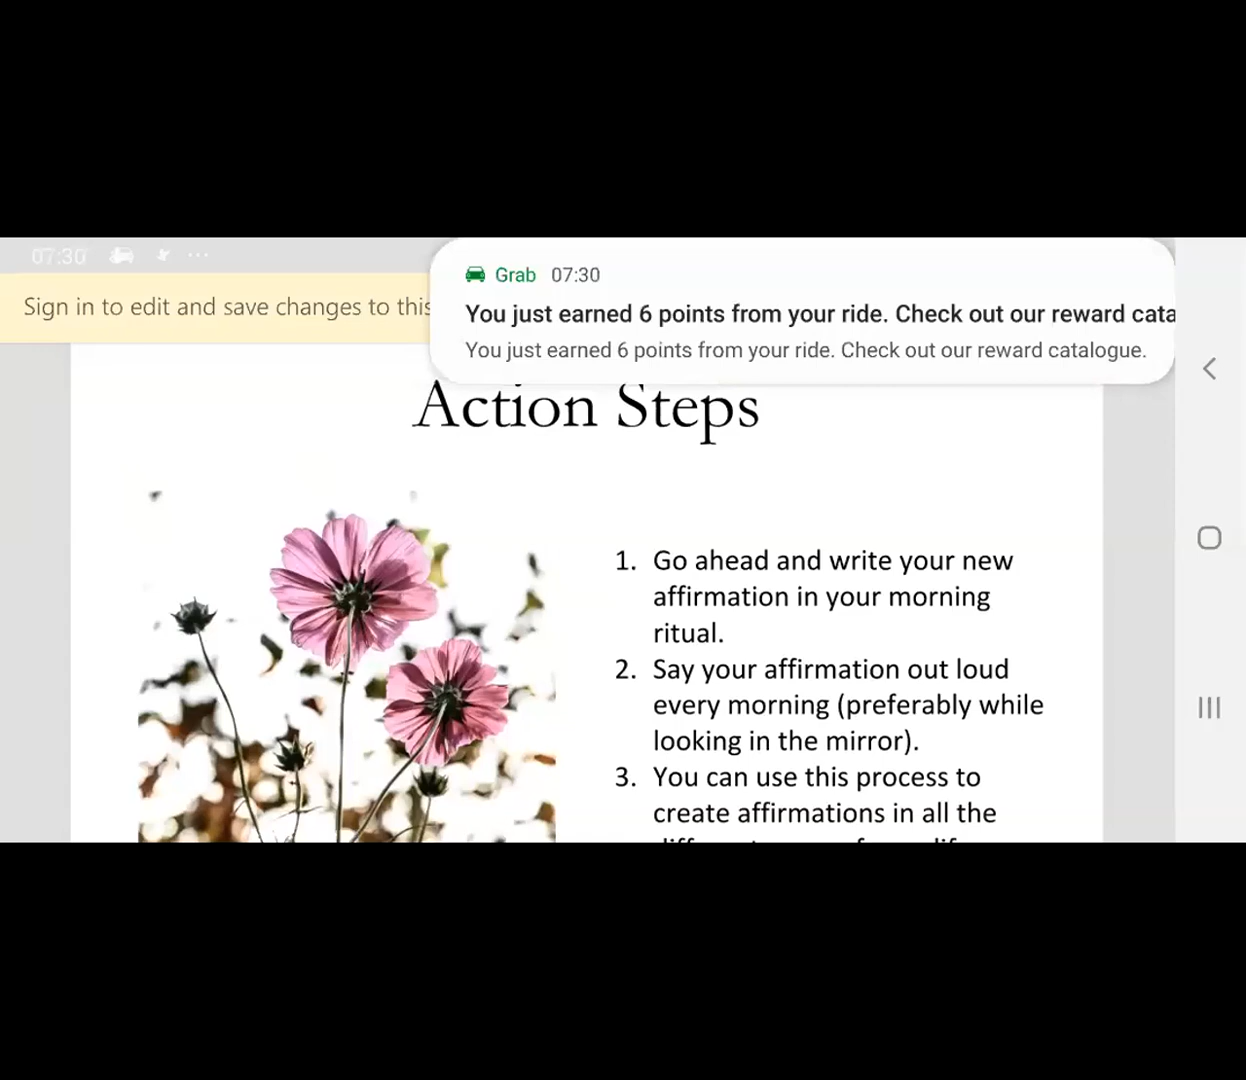 07:30
Grab 07:30
You just earned 6 points from your ride. Check out our reward cata
You just earned 6 points from your ride. Check out our reward catalogue.
Sign in to edit and save changes to this
Action Steps
1. Go ahead and write your new
affirmation in your morning
ritual.
2. Say your affirmation out loud
every morning (preferably while
looking in the mirror).
3. You can use this process to
create affirmations in all the